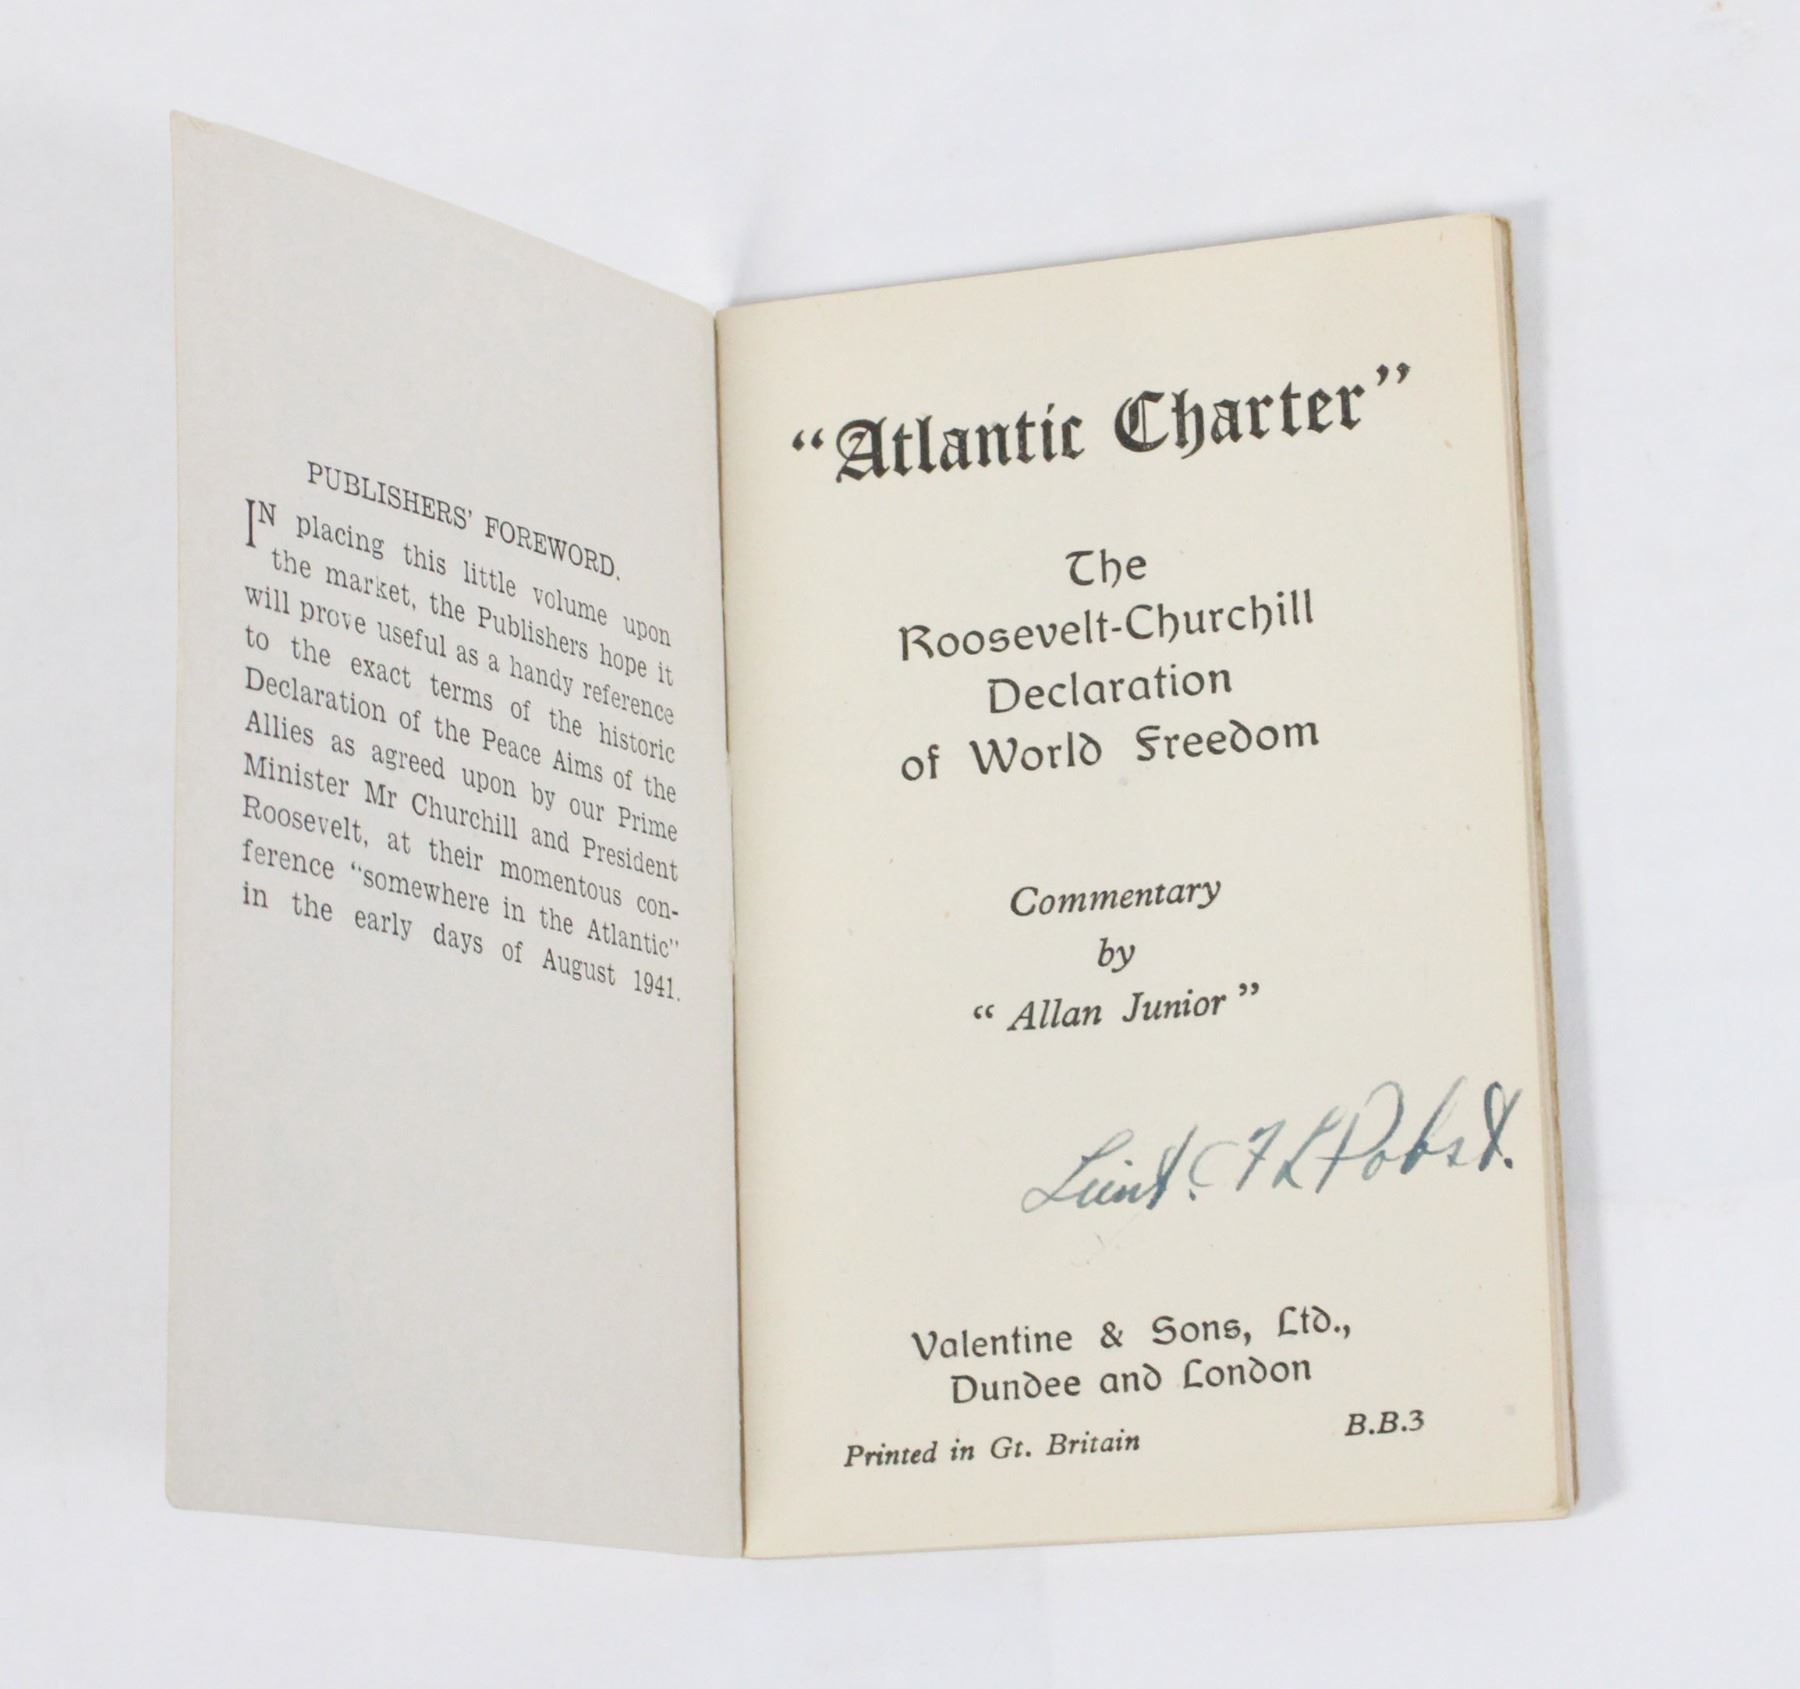 PUBLISHERS' FOREWORD.
IN placing this little volume upon
the market, the Publishers hope it
will prove useful as a handy reference
to the exact terms of the historic
Declaration of the Peace Aims of the
Allies as agreed upon by our Prime
Minister Mr Churchill and President
Roosevelt, at their momentous con-
ference "somewhere in the Atlantic"
in the early days of August 1941.
"Atlantic Charter"
The
Roosevelt-Churchill
Declaration
of World Freedom
Commentary
by
"Allan Junior"
Lieut. F L Pobst.
Valentine & Sons, Ltd.,
Dundee and London
Printed in Gt. Britain
B.B.3